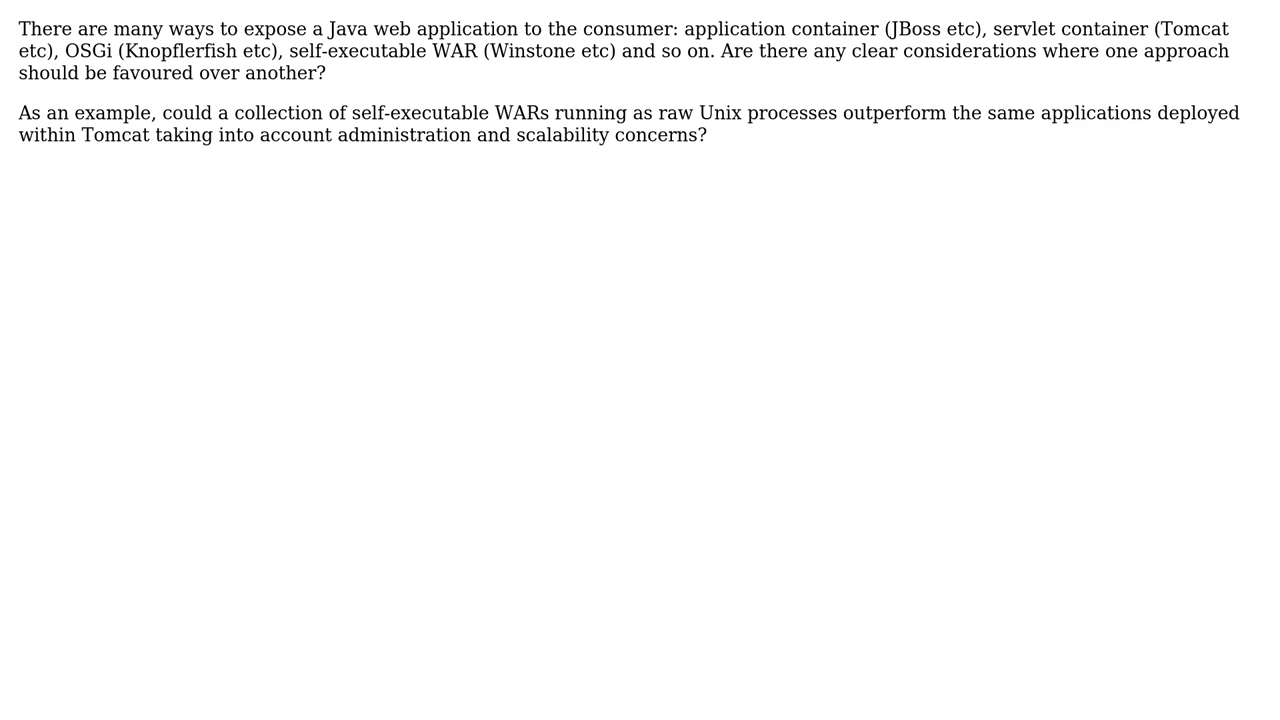 There are many ways to expose a Java web application to the consumer: application container (JBoss etc), servlet container (Tomcat
etc), OSGi (Knopflerfish etc), self-executable WAR (Winstone etc) and so on. Are there any clear considerations where one approach
should be favoured over another?
As an example, could a collection of self-executable WARs running as raw Unix processes outperform the same applications deployed
within Tomcat taking into account administration and scalability concerns?